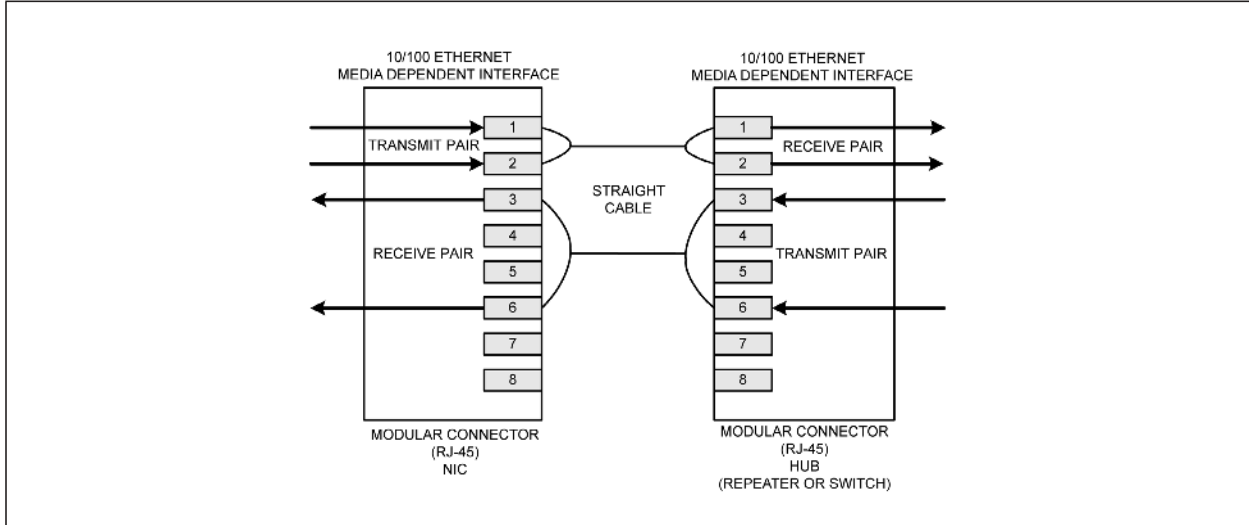 10/100 ETHERNET
MEDIA DEPENDENT INTERFACE
1
TRANSMIT PAIR
2
3
4
RECEIVE PAIR
5
6
7
8
MODULAR CONNECTOR
(RJ-45)
NIC
STRAIGHT
CABLE
10/100 ETHERNET
MEDIA DEPENDENT INTERFACE
1
RECEIVE PAIR
2
3
4
TRANSMIT PAIR
5
6
7
8
MODULAR CONNECTOR
(RJ-45)
HUB
(REPEATER OR SWITCH)